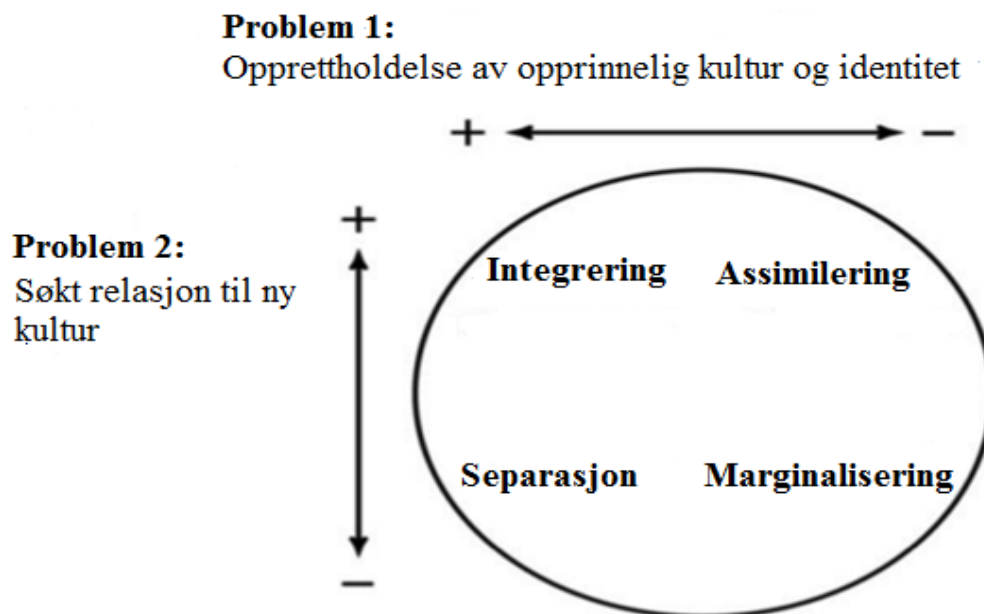 Problem 1:
Opprettholdelse av opprinnelig kultur og identitet
+ −
+
Problem 2:
Søkt relasjon til ny
kultur
Integrering Assimilering
Separasjon Marginalisering
−